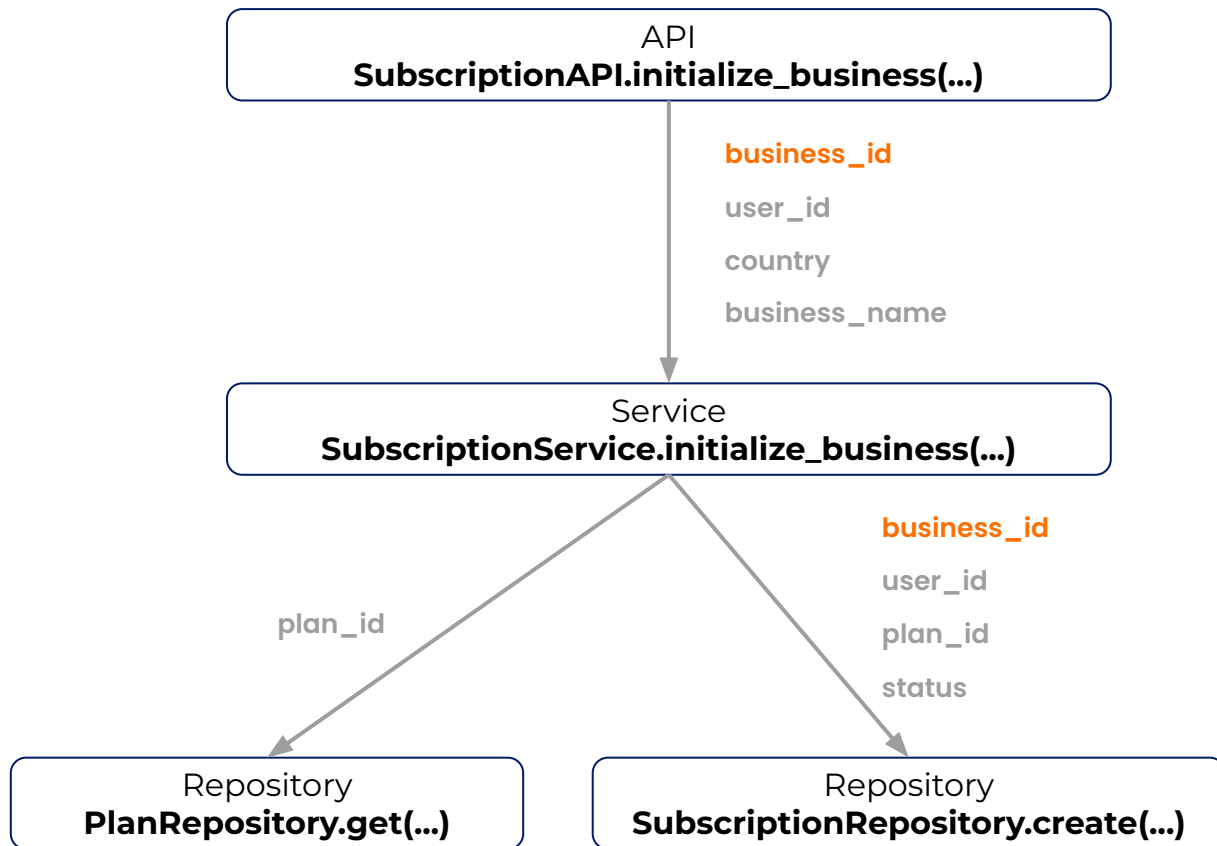 API
SubscriptionAPI.initialize_business(...)
business_id
user_id
country
business_name
Service
SubscriptionService.initialize_business(...)
plan_id
business_id
user_id
plan_id
status
Repository
PlanRepository.get(...)
Repository
SubscriptionRepository.create(...)